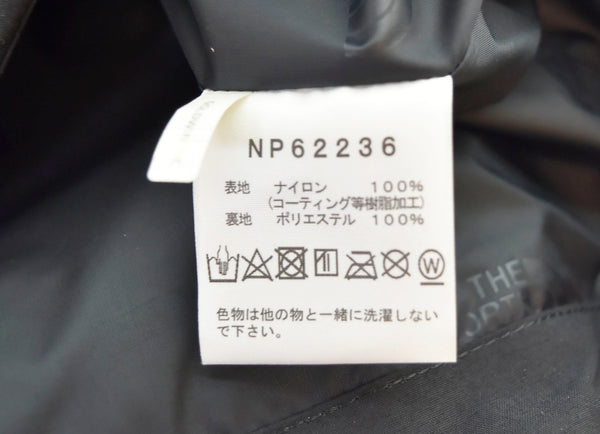 NP62236
表地 ナイロン 100%
(コーティング等樹脂加工)
裏地 ポリエステル 100%
W
色物は他の物と一緒に洗濯しない
で下さい。
THE